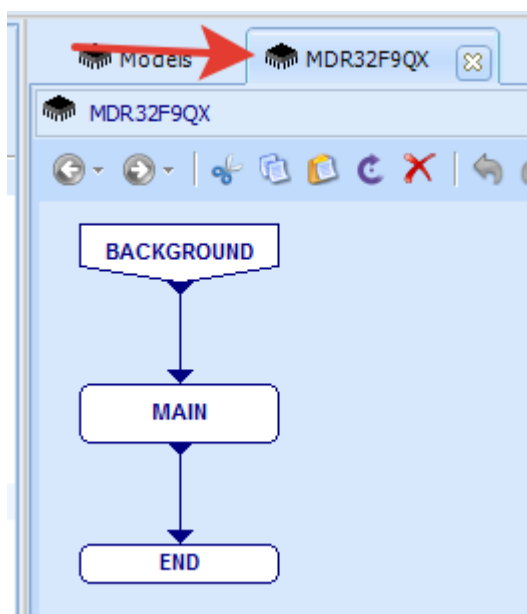 Models
MDR32F9QX
MDR32F9QX
BACKGROUND
MAIN
END